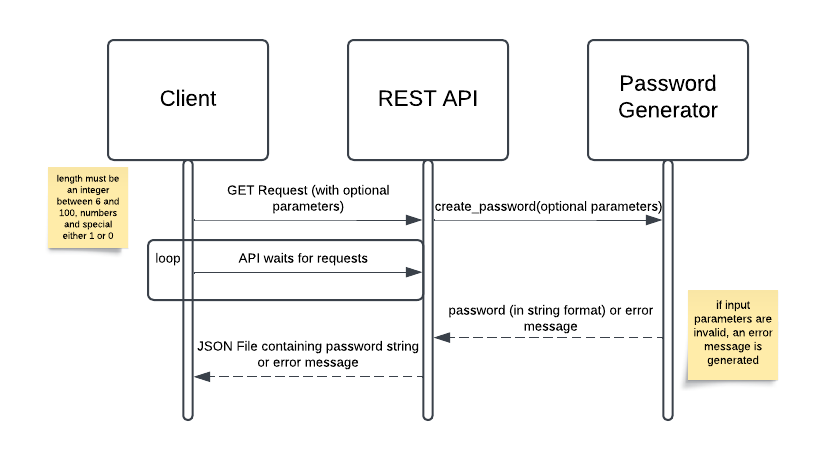 Client
REST API
Password
Generator
length must be
an integer
between 6 and
100, numbers
and special
either 1 or 0
GET Request (with optional
parameters)
create_password(optional parameters)
loop
API waits for requests
password (in string format) or error
message
if input
parameters are
invalid, an error
message is
generated
JSON File containing password string
or error message